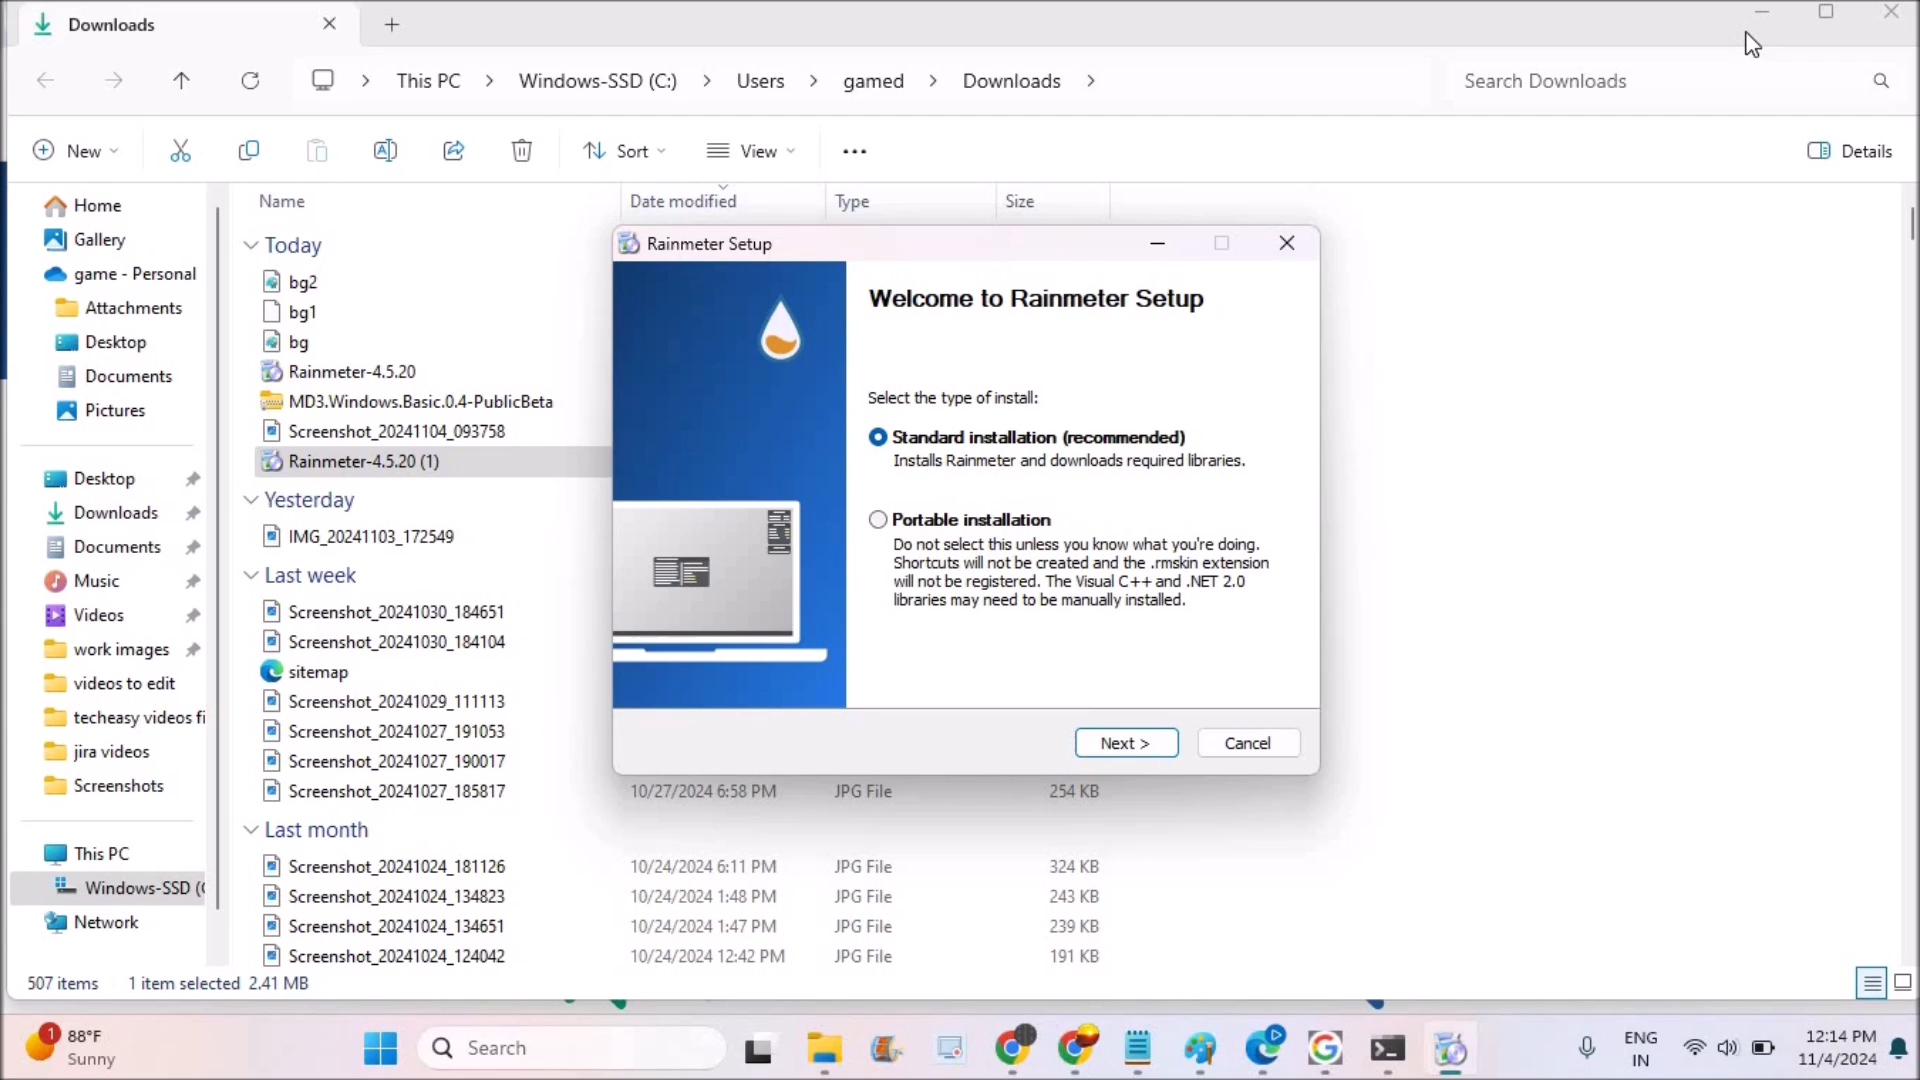 Downloads
This PC
Windows-SSD (C:)
Users
gamed
Downloads
Search Downloads
New
Sort
View
Details
Home
Gallery
game - Personal
Attachments
Desktop
Documents
Pictures
Desktop
Downloads
Documents
Music
Videos
work images
videos to edit
techeasy videos fi
jira videos
Screenshots
This PC
Windows-SSD (C
Network
Name
Date modified
Type
Size
Today
bg2
bg1
bg
Rainmeter-4.5.20
MD3.Windows.Basic.0.4-PublicBeta
Screenshot_20241104_093758
Rainmeter-4.5.20 (1)
Yesterday
IMG_20241103_172549
Last week
Screenshot_20241030_184651
Screenshot_20241030_184104
sitemap
Screenshot_20241029_111113
Screenshot_20241027_191053
Screenshot_20241027_190017
Screenshot_20241027_185817 10/27/2024 6:58 PM JPG File 254 KB
Last month
Screenshot_20241024_181126 10/24/2024 6:11 PM JPG File 324 KB
Screenshot_20241024_134823 10/24/2024 1:48 PM JPG File 243 KB
Screenshot_20241024_134651 10/24/2024 1:47 PM JPG File 239 KB
Screenshot_20241024_124042 10/24/2024 12:42 PM JPG File 191 KB
Rainmeter Setup
Welcome to Rainmeter Setup
Select the type of install:
Standard installation (recommended)
Installs Rainmeter and downloads required libraries.
Portable installation
Do not select this unless you know what you're doing.
Shortcuts will not be created and the .rmskin extension
will not be registered. The Visual C++ and .NET 2.0
libraries may need to be manually installed.
Next >
Cancel
507 items
1 item selected 2.41 MB
1
88°F
Sunny
Search
ENG
IN
12:14 PM
11/4/2024